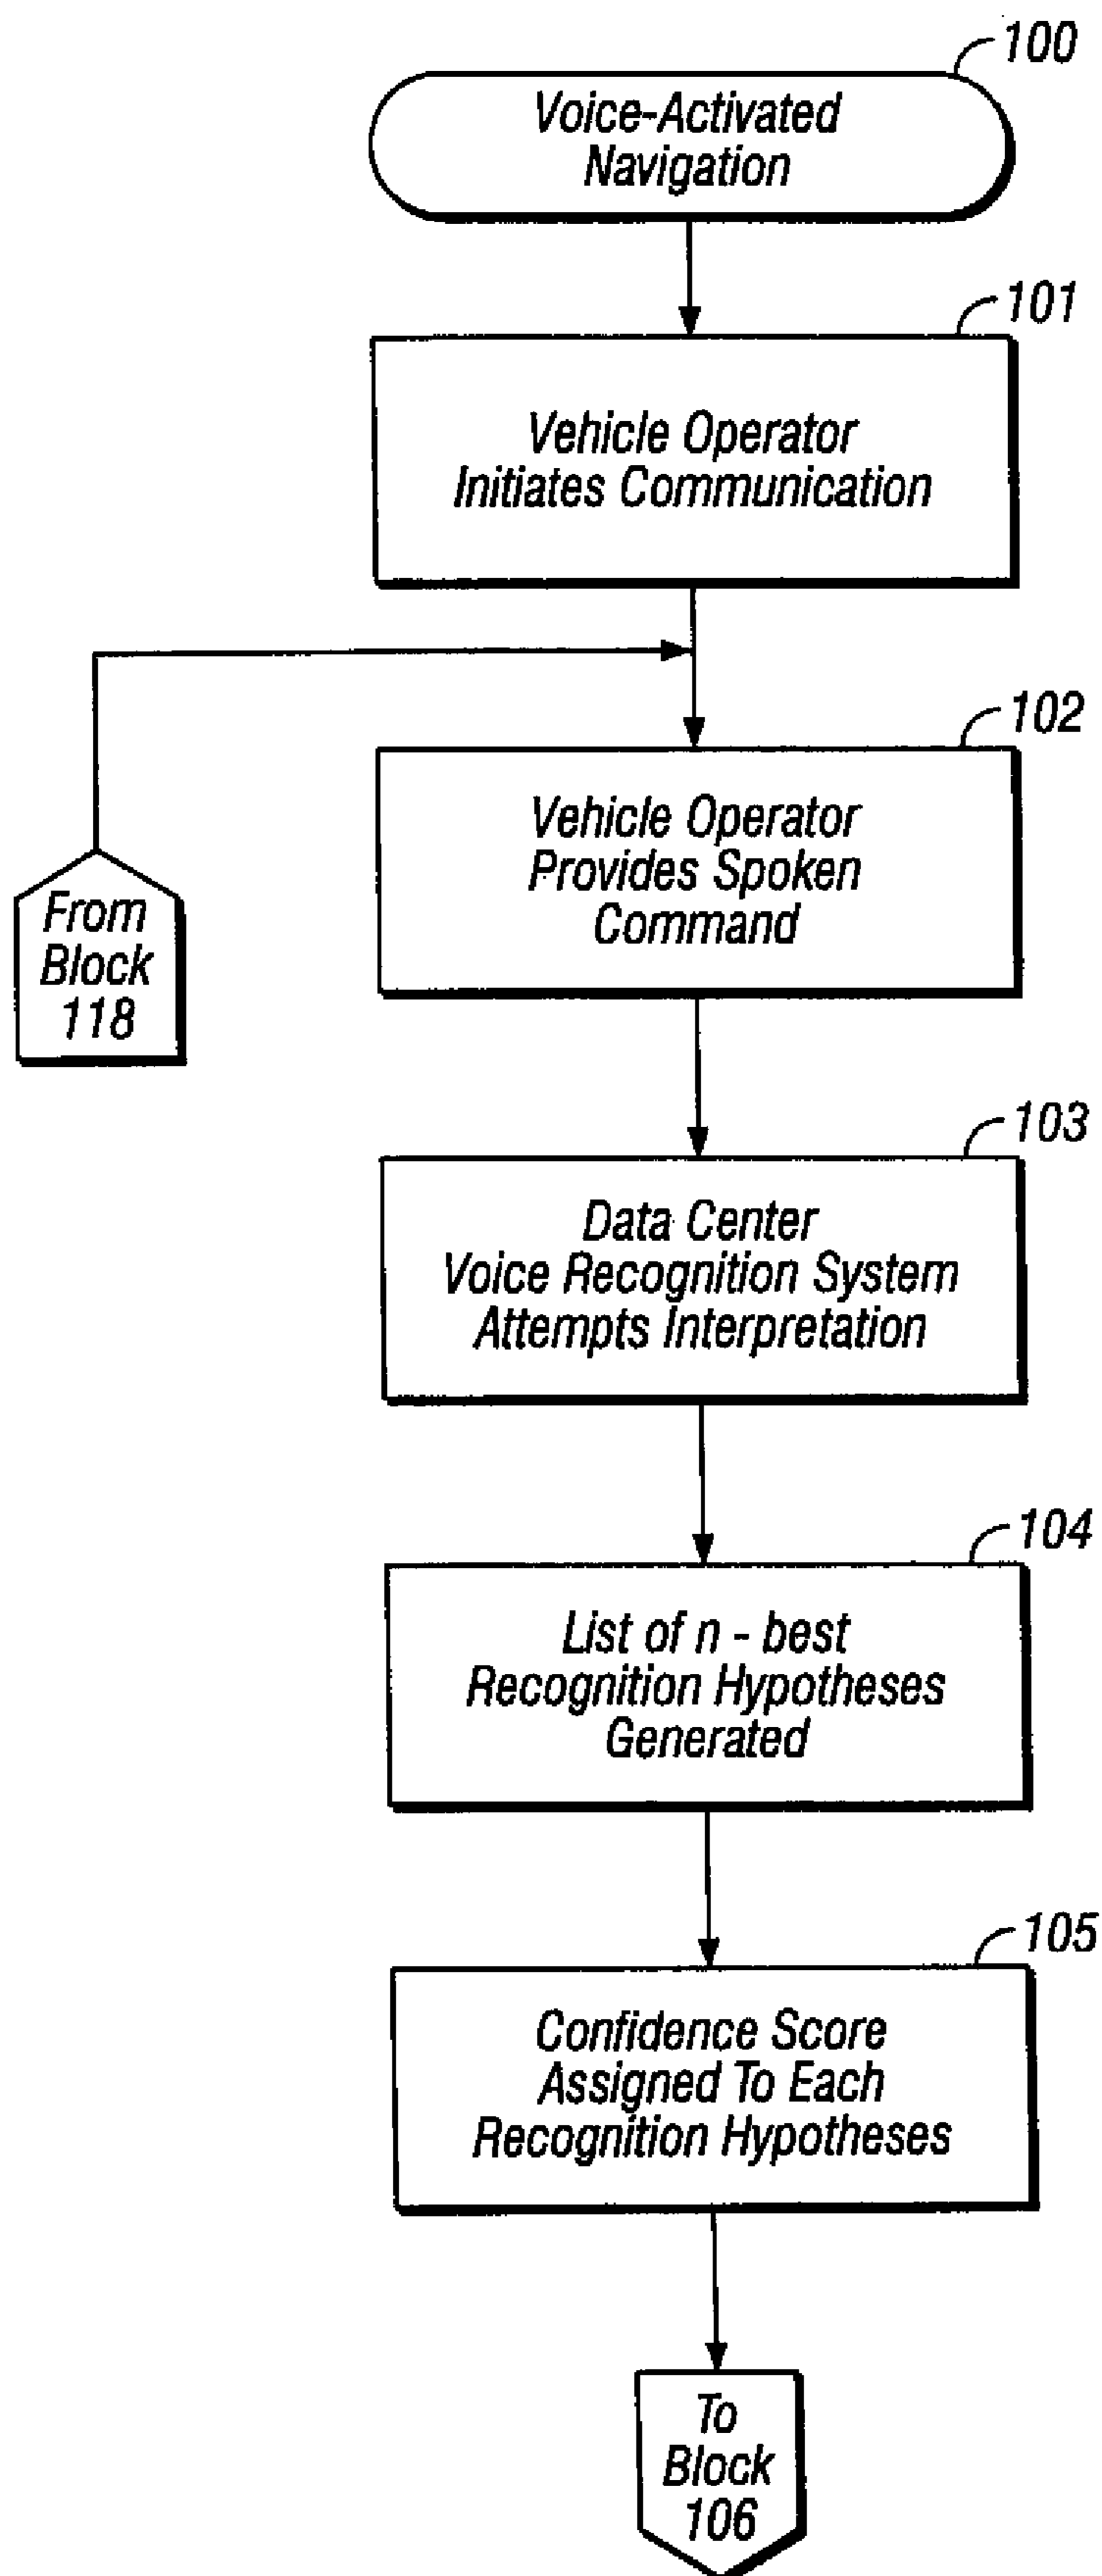 100
Voice-Activated
Navigation
101
Vehicle Operator
Initiates Communication
102
Vehicle Operator
Provides Spoken
Command
From
Block
118
103
Data Center
Voice Recognition System
Attempts Interpretation
104
List of n - best
Recognition Hypotheses
Generated
105
Confidence Score
Assigned To Each
Recognition Hypotheses
To
Block
106